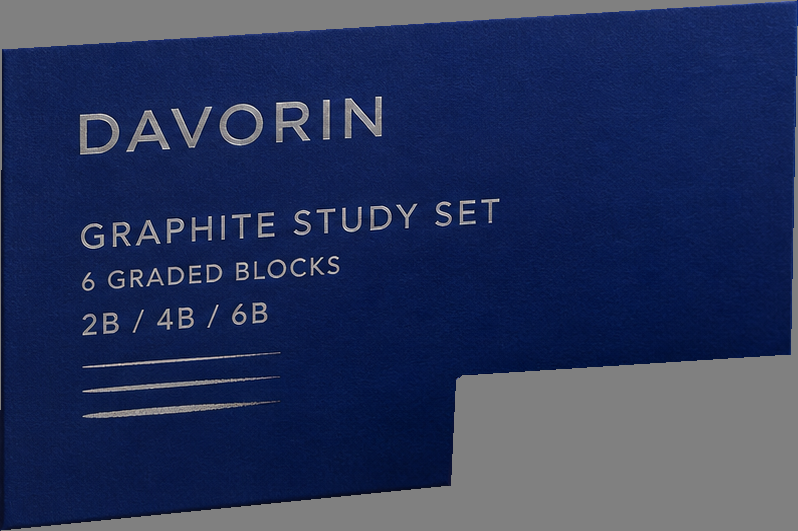 DAVORIN
GRAPHITE STUDY SET
6 GRADED BLOCKS
2B / 4B / 6B